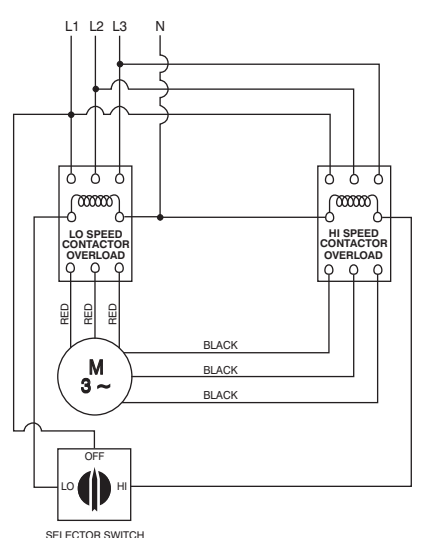 L1 L2 L3 N
LO SPEED
CONTACTOR
OVERLOAD
HI SPEED
CONTACTOR
OVERLOAD
RED
RED
RED
BLACK
BLACK
BLACK
M
3 ~
OFF
LO
HI
SELECTOR SWITCH